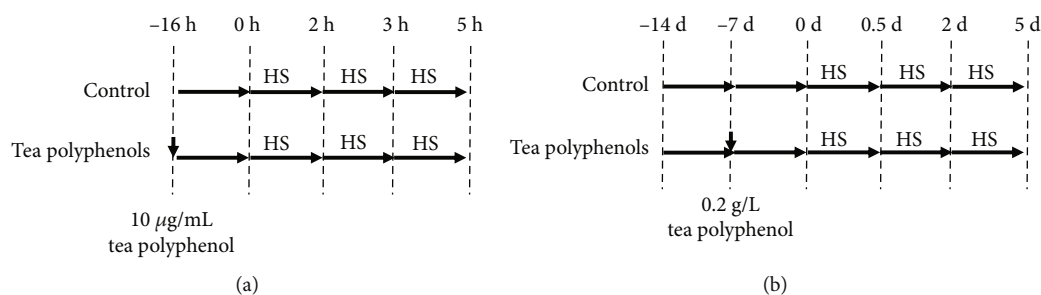 –16 h 0 h 2 h 3 h 5 h
HS HS HS
Control
HS HS HS
Tea polyphenols
10 μg/mL
tea polyphenol
(a)
–14 d –7 d 0 d 0.5 d 2 d 5 d
HS HS HS
Control
HS HS HS
Tea polyphenols
0.2 g/L
tea polyphenol
(b)